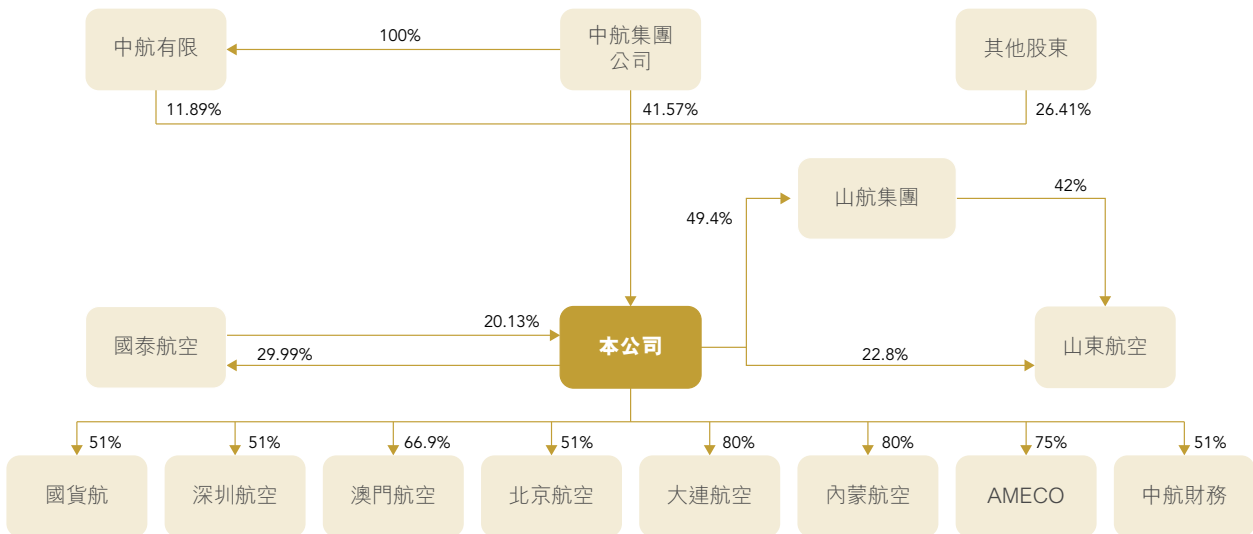 中航有限
100%
中航集團
公司
其他股東
11.89%
41.57%
26.41%
山航集團
42%
49.4%
國泰航空
20.13%
29.99%
本公司
22.8%
山東航空
51%
51%
66.9%
51%
80%
80%
75%
51%
國貨航
深圳航空
澳門航空
北京航空
大連航空
內蒙航空
AMECO
中航財務